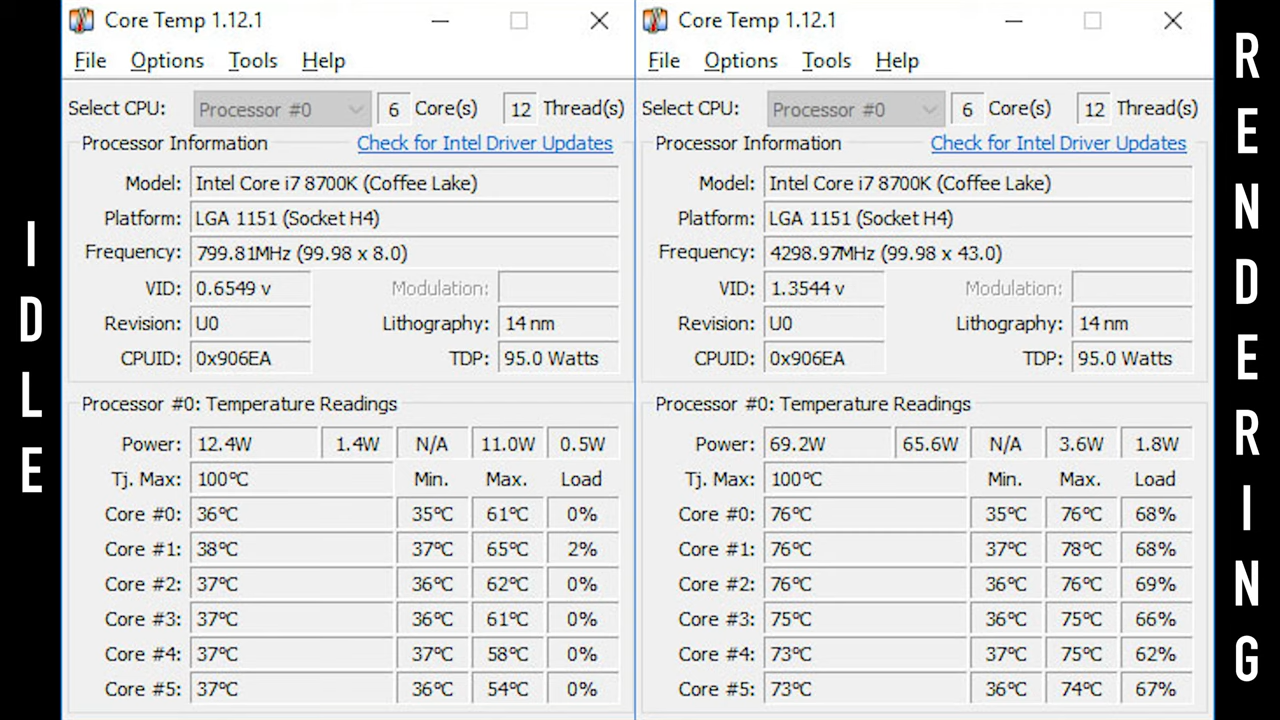 IDLE
Core Temp 1.12.1
File Options Tools Help
Select CPU: Processor #0 6 Core(s) 12 Thread(s)
Processor Information Check for Intel Driver Updates
Model: Intel Core i7 8700K (Coffee Lake)
Platform: LGA 1151 (Socket H4)
Frequency: 799.81MHz (99.98 x 8.0)
VID: 0.6549 v Modulation:
Revision: U0 Lithography: 14 nm
CPUID: 0x906EA TDP: 95.0 Watts
Processor #0: Temperature Readings
Power: 12.4W 1.4W N/A 11.0W 0.5W
Tj. Max: 100°C Min. Max. Load
Core #0: 36°C 35°C 61°C 0%
Core #1: 38°C 37°C 65°C 2%
Core #2: 37°C 36°C 62°C 0%
Core #3: 37°C 36°C 61°C 0%
Core #4: 37°C 37°C 58°C 0%
Core #5: 37°C 36°C 54°C 0%
Core Temp 1.12.1
File Options Tools Help
Select CPU: Processor #0 6 Core(s) 12 Thread(s)
Processor Information Check for Intel Driver Updates
Model: Intel Core i7 8700K (Coffee Lake)
Platform: LGA 1151 (Socket H4)
Frequency: 4298.97MHz (99.98 x 43.0)
VID: 1.3544 v Modulation:
Revision: U0 Lithography: 14 nm
CPUID: 0x906EA TDP: 95.0 Watts
Processor #0: Temperature Readings
Power: 69.2W 65.6W N/A 3.6W 1.8W
Tj. Max: 100°C Min. Max. Load
Core #0: 76°C 35°C 76°C 68%
Core #1: 76°C 37°C 78°C 68%
Core #2: 76°C 36°C 76°C 69%
Core #3: 75°C 36°C 75°C 66%
Core #4: 73°C 37°C 75°C 62%
Core #5: 73°C 36°C 74°C 67%
RENDERING